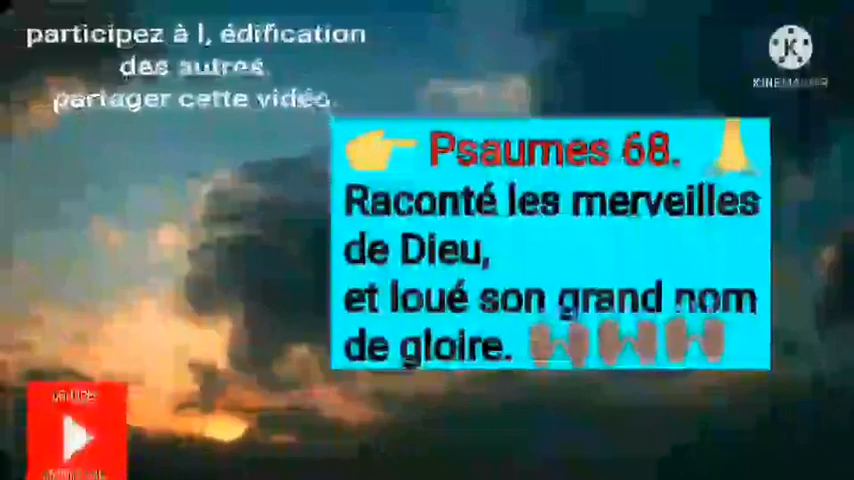 participez à l, édification
des autres.
partager cette vidéo.
KINEMASTER
👉 Psaumes 68. 🙏
Raconté les merveilles
de Dieu,
et loué son grand nom
de gloire. 🙌🙌🙌